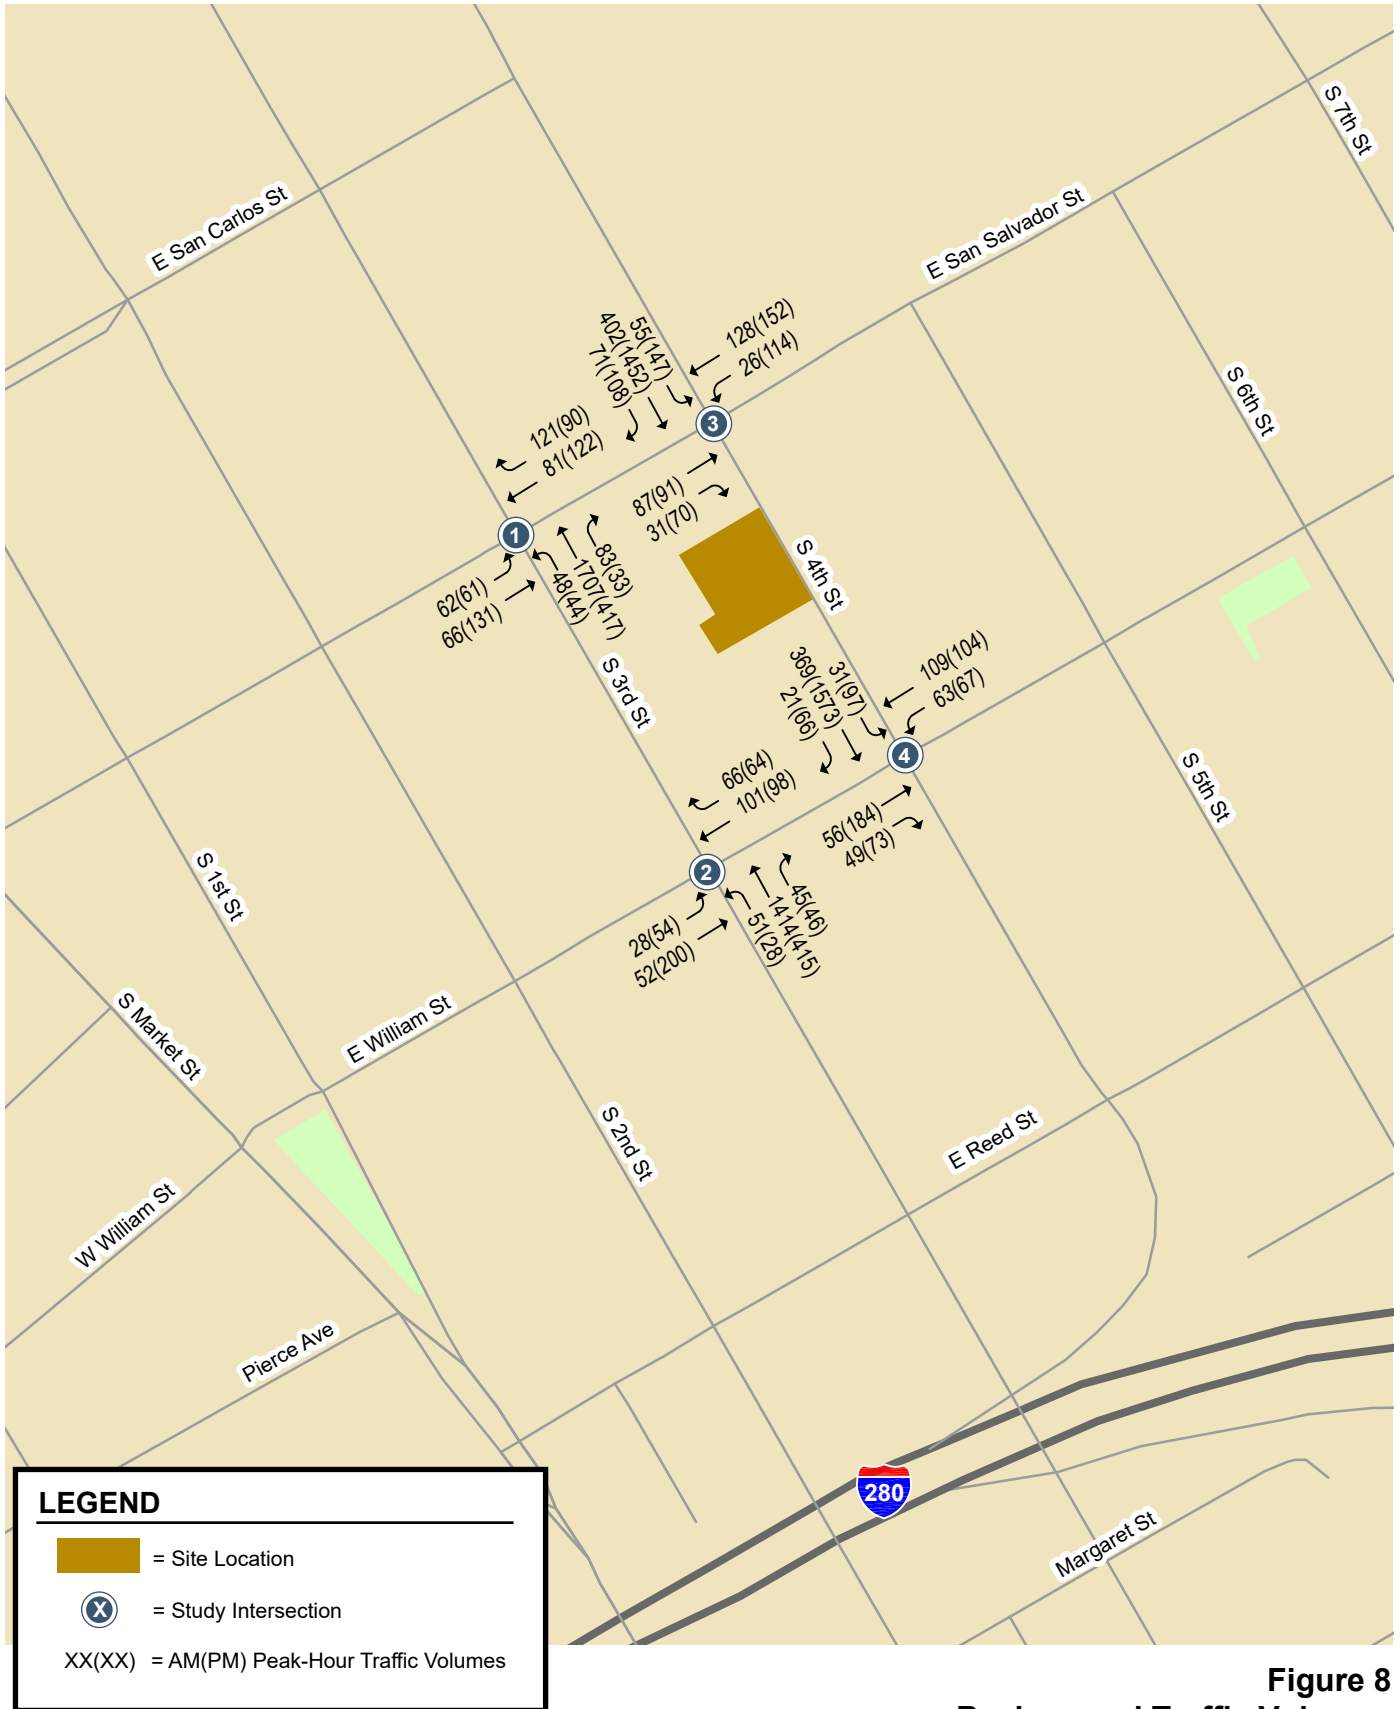 S 7th St
E San Carlos St
E San Salvador St
128(152)
26(114)
55(147)
402(1452)
71(108)
S 6th St
121(90)
81(122)
3
87(91)
31(70)
1
S 4th St
83(33)
1707(417)
48(44)
62(61)
66(131)
S 3rd St
109(104)
63(67)
31(97)
369(1573)
21(66)
4
66(64)
101(98)
S 5th St
56(184)
49(73)
2
S 1st St
45(46)
1414(415)
51(28)
28(54)
52(200)
S Market St
E William St
S 2nd St
E Reed St
W William St
Pierce Ave
280
Margaret St
LEGEND
= Site Location
X = Study Intersection
XX(XX) = AM(PM) Peak-Hour Traffic Volumes
Figure 8